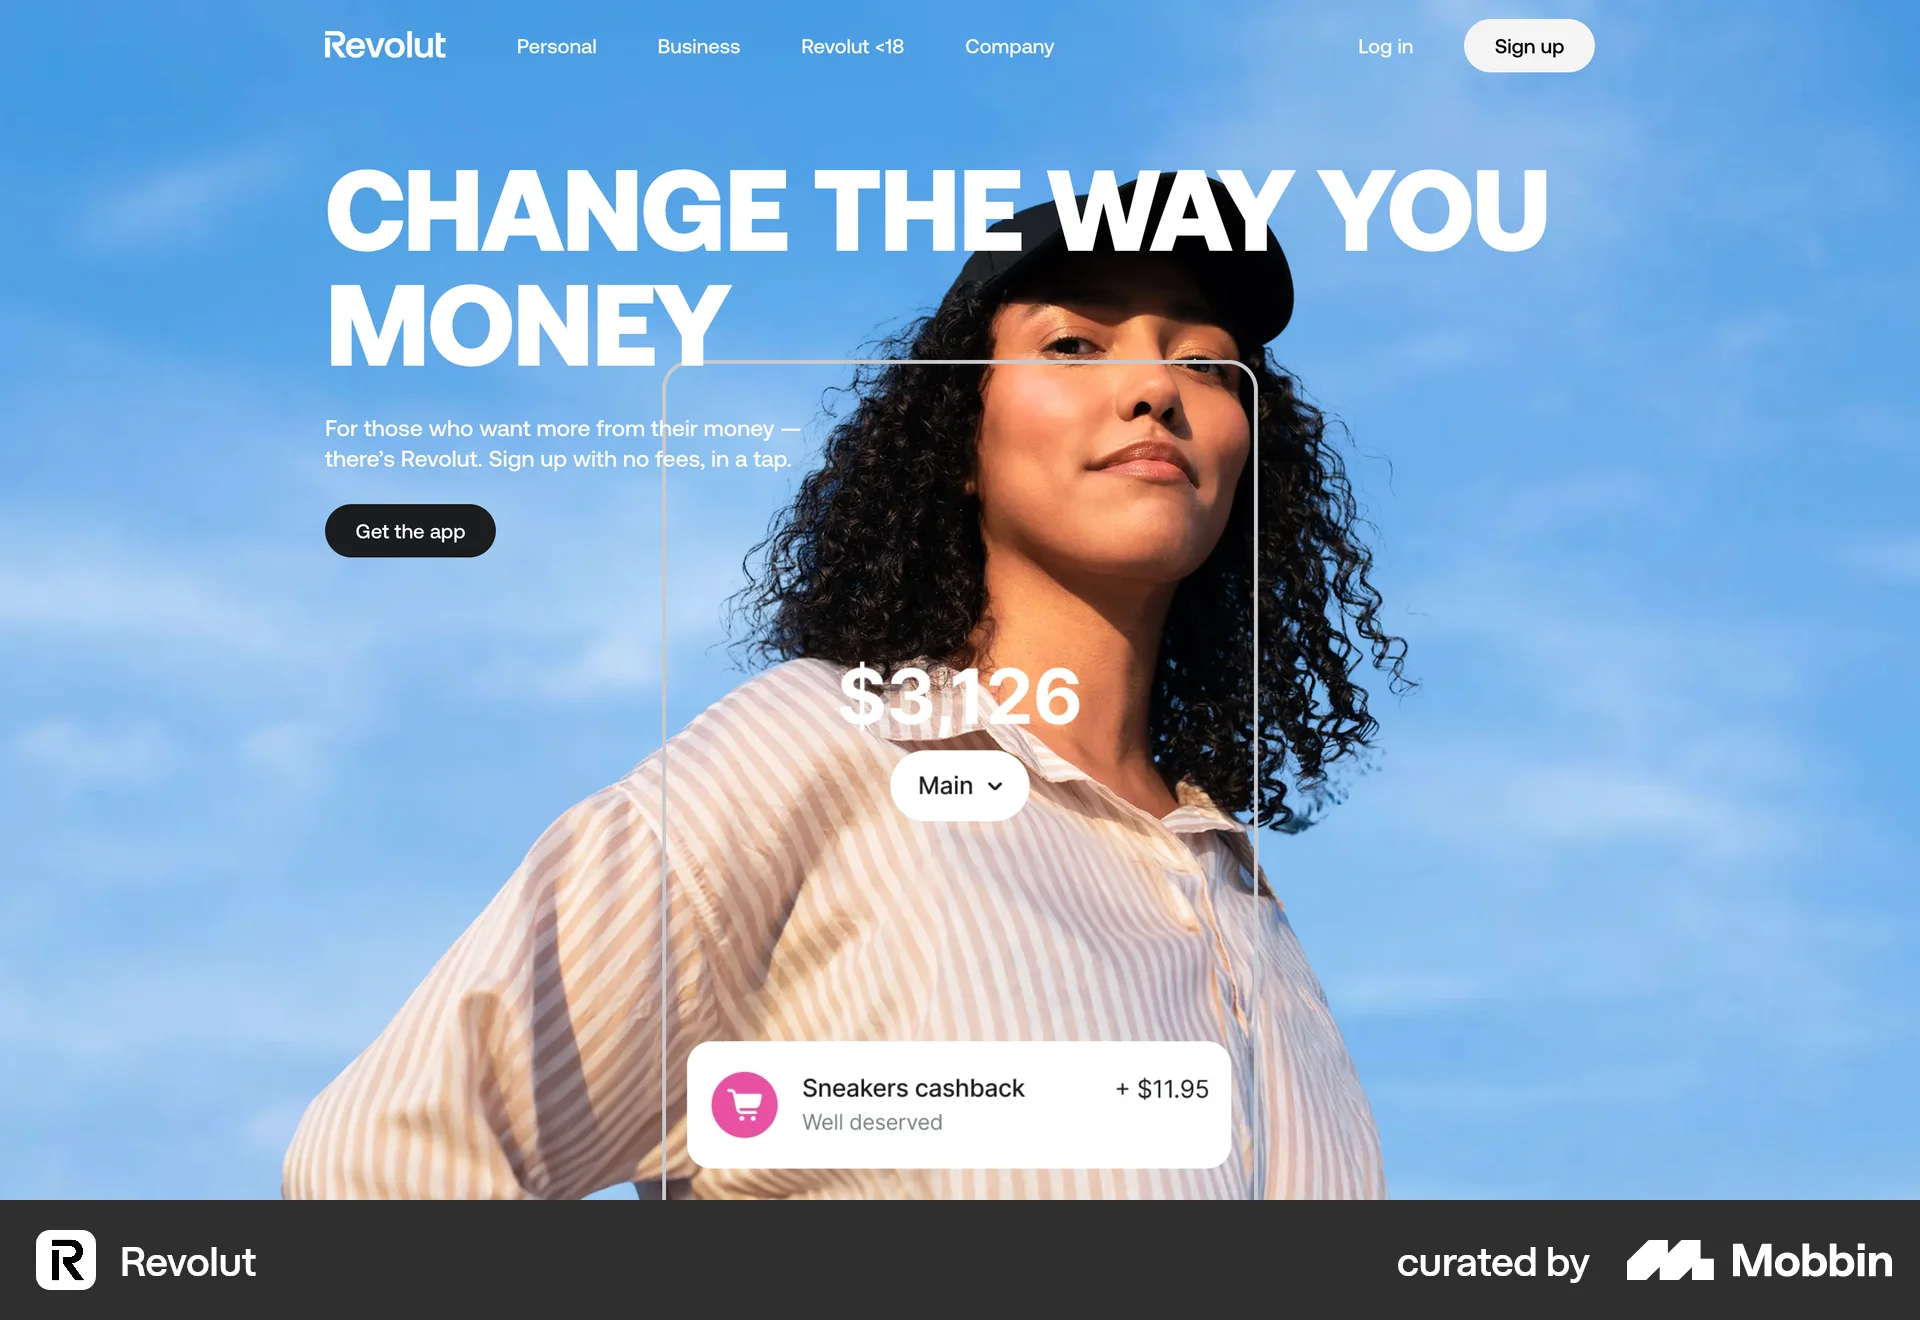 Revolut Personal Business Revolut <18 Company Log in Sign up
CHANGE THE WAY YOU
MONEY
For those who want more from their money —
there’s Revolut. Sign up with no fees, in a tap.
Get the app
$3,126
Main
Sneakers cashback + $11.95
Well deserved
R Revolut curated by Mobbin